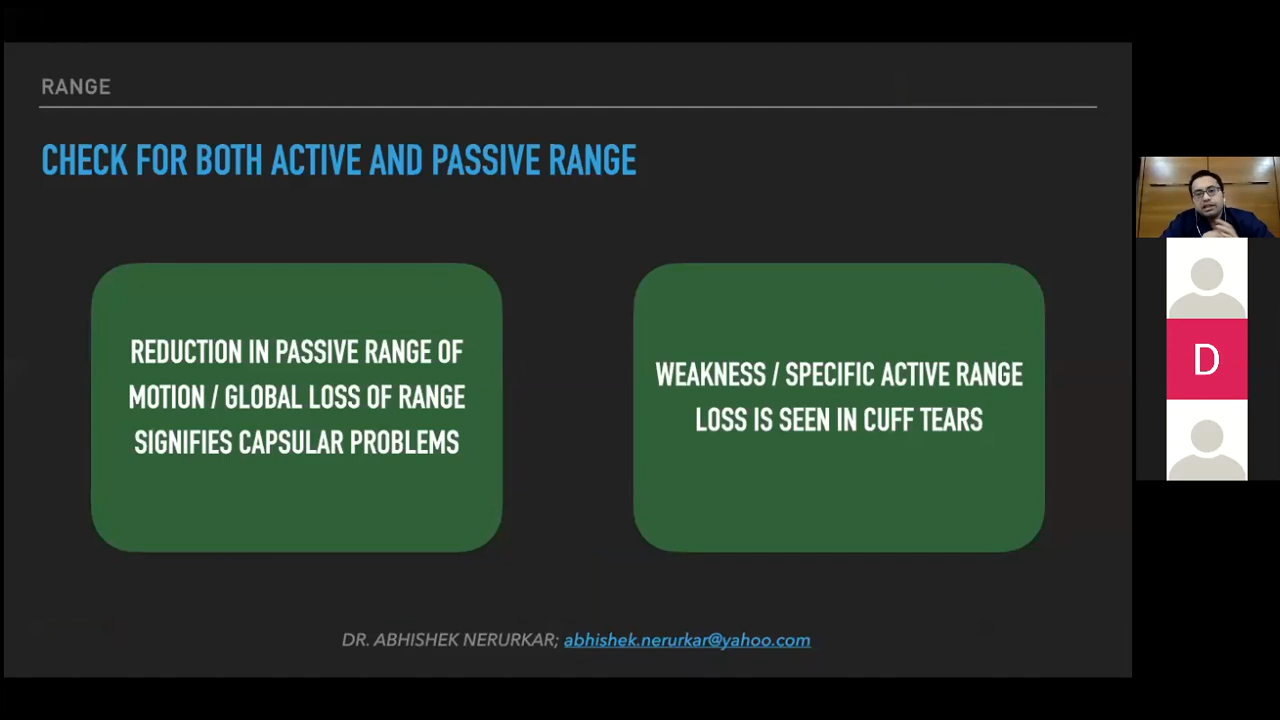 RANGE
CHECK FOR BOTH ACTIVE AND PASSIVE RANGE
REDUCTION IN PASSIVE RANGE OF
MOTION / GLOBAL LOSS OF RANGE
SIGNIFIES CAPSULAR PROBLEMS
WEAKNESS / SPECIFIC ACTIVE RANGE
LOSS IS SEEN IN CUFF TEARS
DR. ABHISHEK NERURKAR; abhishek.nerurkar@yahoo.com
D